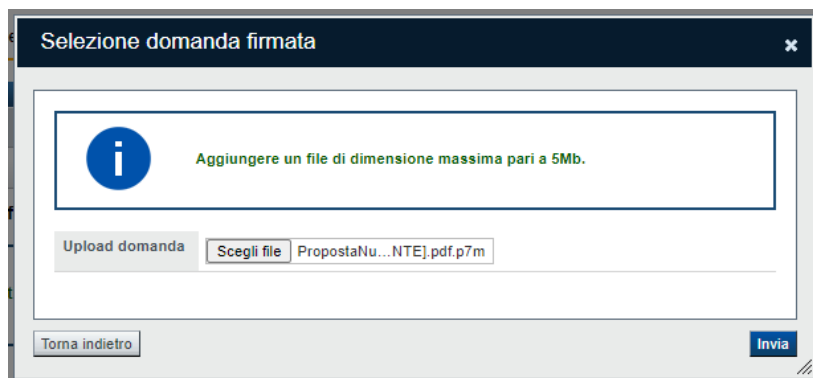 Selezione domanda firmata
Aggiungere un file di dimensione massima pari a 5Mb.
Upload domanda Scegli file PropostaNu…NTE].pdf.p7m
Torna indietro Invia